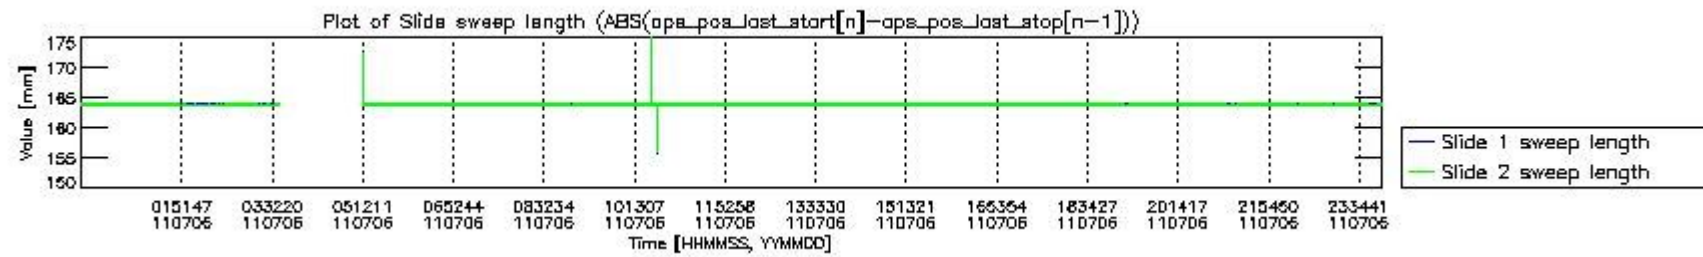 Plot of Slide sweep length (ABS(aps_pos_last_start[n]-aps_pos_last_stop[n-1]))
175
170
165
160
155
150
Value [mm]
015147 033220 051211 065244 083234 101307 115258 133330 151321 165354 183427 201417 215450 233441
110706 110706 110706 110706 110706 110706 110706 110706 110706 110706 110706 110706 110706 110706
Time [HHMMSS, YYMMDD]
Slide 1 sweep length
Slide 2 sweep length